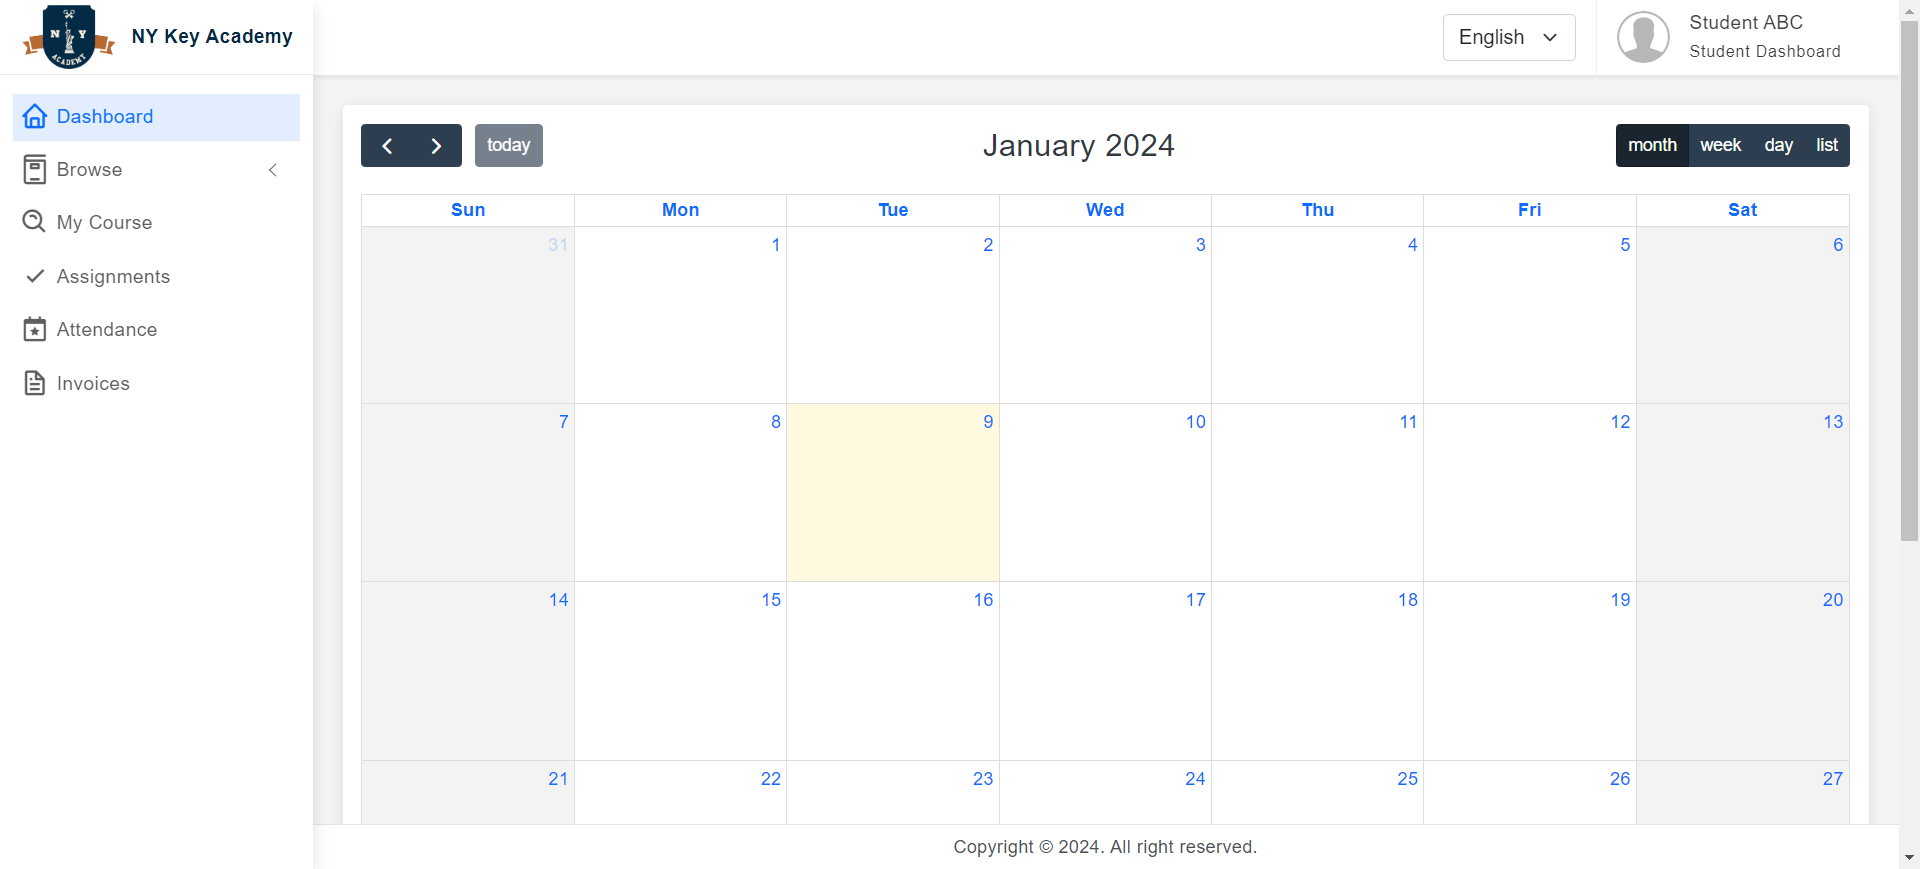 N Y
ACADEMY
NY Key Academy
English
Student ABC
Student Dashboard
Dashboard
Browse
My Course
Assignments
Attendance
Invoices
today
January 2024
month week day list
Sun Mon Tue Wed Thu Fri Sat
31 1 2 3 4 5 6
7 8 9 10 11 12 13
14 15 16 17 18 19 20
21 22 23 24 25 26 27
Copyright © 2024. All right reserved.